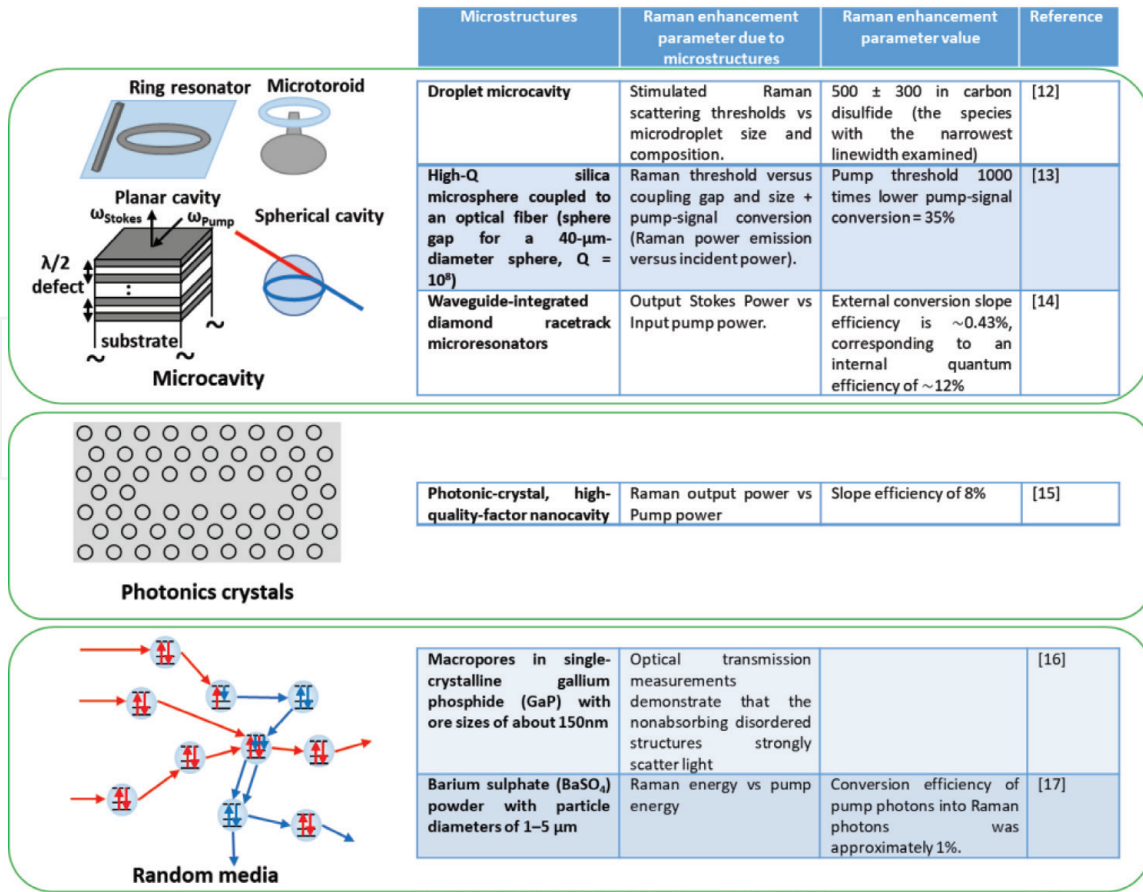 Microstructures
Raman enhancement
parameter due to
microstructures
Raman enhancement
parameter value
Reference
Ring resonator
Microtoroid
Planar cavity
ω_Stokes
ω_Pump
Spherical cavity
λ/2
defect
:
substrate
~
~
~
Microcavity
Droplet microcavity
Stimulated Raman
scattering thresholds vs
microdroplet size and
composition.
500 ± 300 in carbon
disulfide (the species
with the narrowest
linewidth examined)
[12]
High-Q silica
microsphere coupled to
an optical fiber (sphere
gap for a 40-μm-
diameter sphere, Q =
10⁸)
Raman threshold versus
coupling gap and size +
pump-signal conversion
(Raman power emission
versus incident power).
Pump threshold 1000
times lower pump-signal
conversion = 35%
[13]
Waveguide-integrated
diamond racetrack
microresonators
Output Stokes Power vs
Input pump power.
External conversion slope
efficiency is ~0.43%,
corresponding to an
internal quantum
efficiency of ~12%
[14]
Photonics crystals
Photonic-crystal, high-
quality-factor nanocavity
Raman output power vs
Pump power
Slope efficiency of 8%
[15]
Random media
Macropores in single-
crystalline gallium
phosphide (GaP) with
ore sizes of about 150nm
Optical transmission
measurements
demonstrate that the
nonabsorbing disordered
structures strongly
scatter light
[16]
Barium sulphate (BaSO₄)
powder with particle
diameters of 1–5 μm
Raman energy vs pump
energy
Conversion efficiency of
pump photons into Raman
photons was
approximately 1%.
[17]